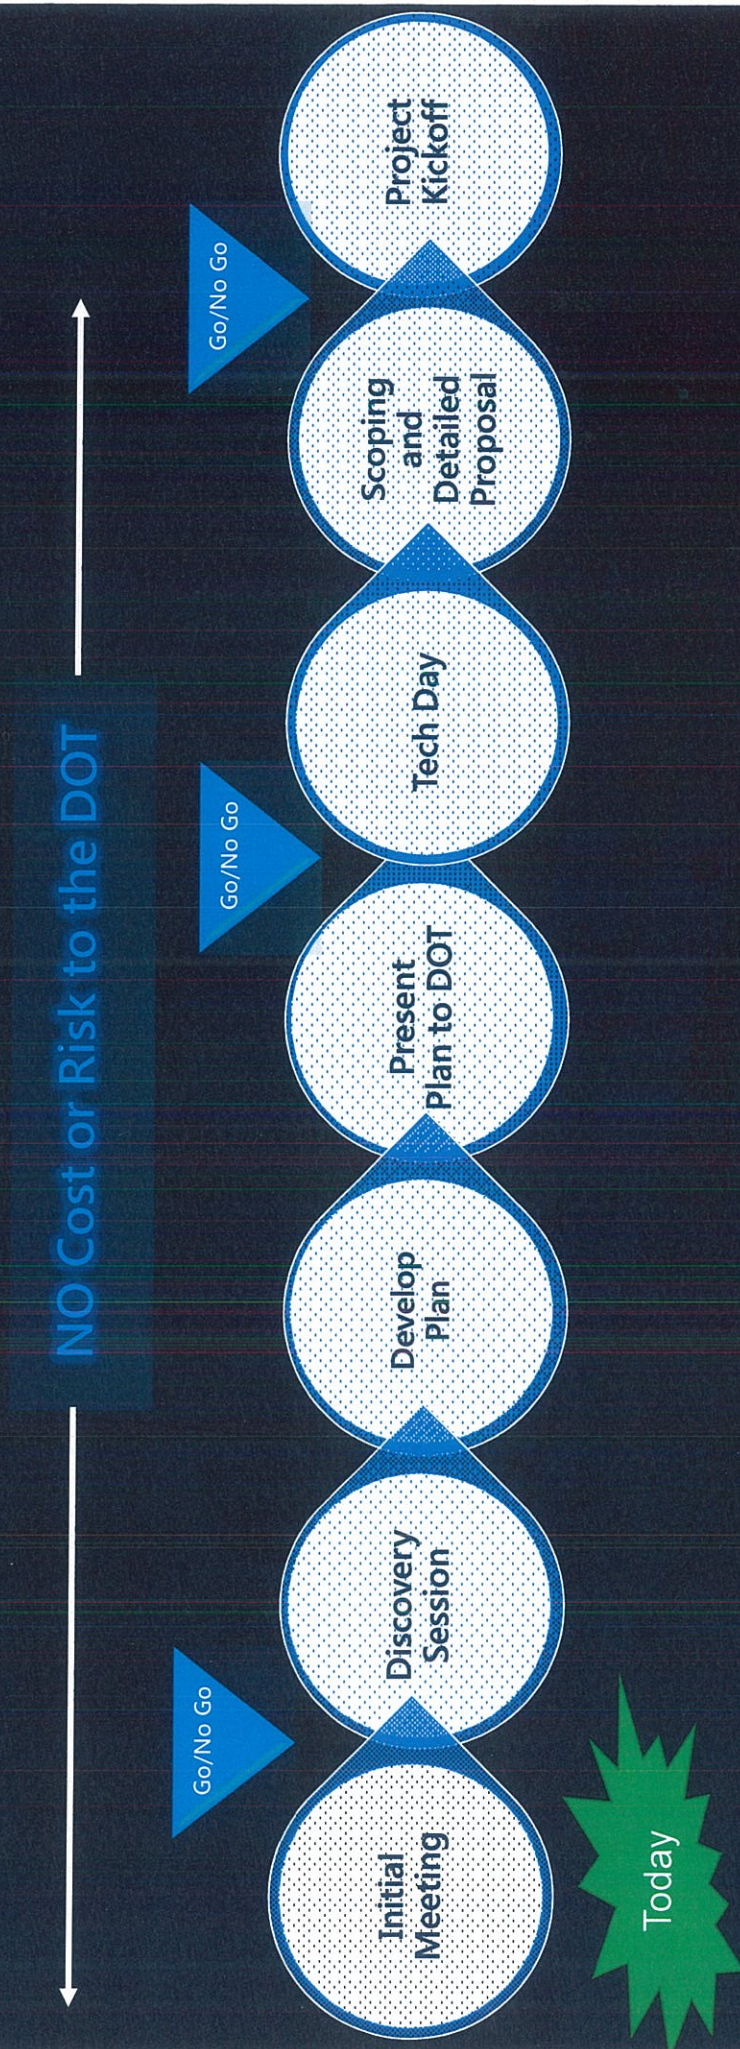 NO Cost or Risk to the DOT
Go/No Go
Go/No Go
Go/No Go
Initial
Meeting
Discovery
Session
Develop
Plan
Present
Plan to DOT
Tech Day
Scoping
and
Detailed
Proposal
Project
Kickoff
Today